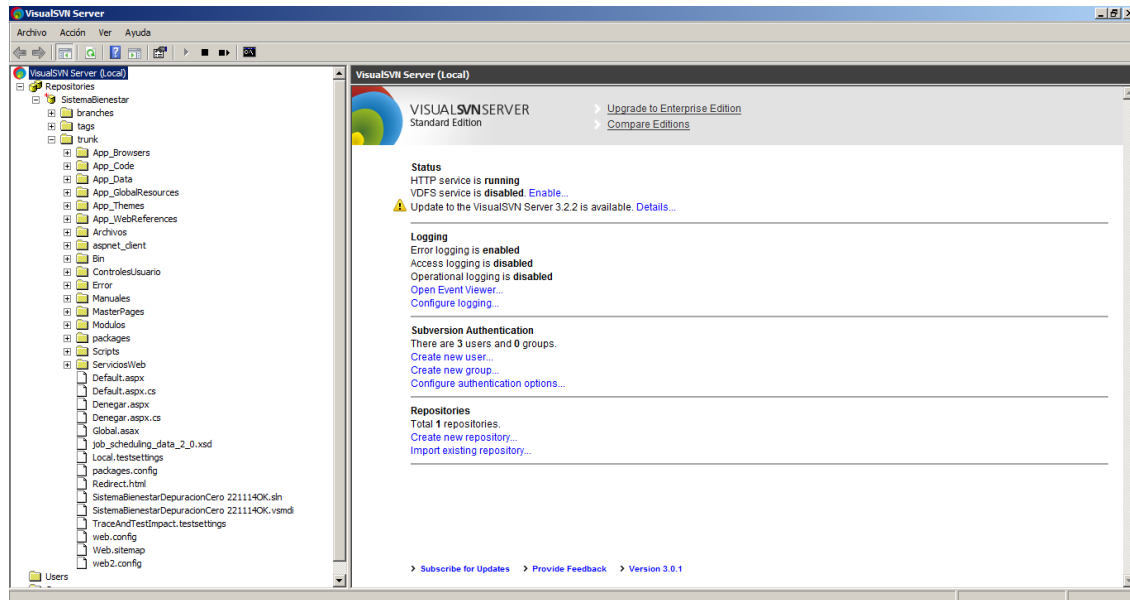 VisualSVN Server
Archivo Acción Ver Ayuda
VisualSVN Server (Local)
Repositories
SistemaBienestar
branches
tags
trunk
App_Browsers
App_Code
App_Data
App_GlobalResources
App_Themes
App_WebReferences
Archivos
aspnet_client
Bin
ControlesUsuario
Error
Manuales
MasterPages
Modulos
packages
Scripts
ServiciosWeb
Default.aspx
Default.aspx.cs
Denegar.aspx
Denegar.aspx.cs
Global.asax
job_scheduling_data_2_0.xsd
Local.testsettings
packages.config
Redirect.html
SistemaBienestarDepuracionCero 221114OK.sln
SistemaBienestarDepuracionCero 221114OK.vsmdi
TraceAndTestImpact.testsettings
web.config
Web.sitemap
web2.config
Users
VisualSVN Server (Local)
VISUALSVNSERVER
Standard Edition
Upgrade to Enterprise Edition
Compare Editions
Status
HTTP service is running
VDFS service is disabled. Enable...
Update to the VisualSVN Server 3.2.2 is available. Details...
Logging
Error logging is enabled
Access logging is disabled
Operational logging is disabled
Open Event Viewer...
Configure logging...
Subversion Authentication
There are 3 users and 0 groups.
Create new user...
Create new group...
Configure authentication options...
Repositories
Total 1 repositories.
Create new repository...
Import existing repository...
Subscribe for Updates Provide Feedback Version 3.0.1